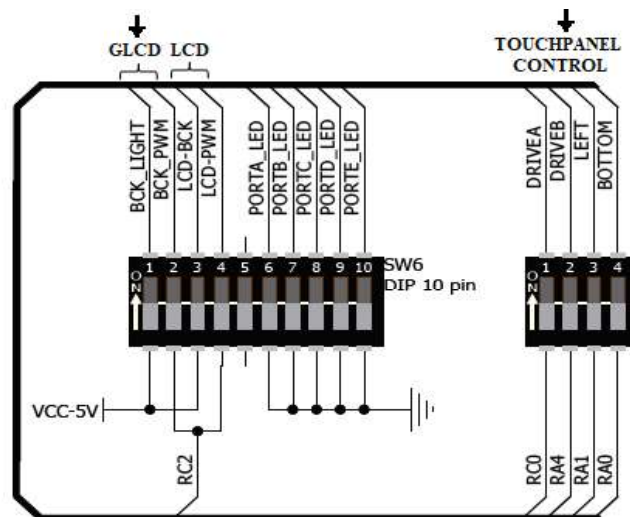 GLCD LCD
TOUCHPANEL
CONTROL
BCK_LIGHT
BCK_PWM
LCD-BCK
LCD-PWM
PORTA_LED
PORTB_LED
PORTC_LED
PORTD_LED
PORTE_LED
DRIVEA
DRIVEB
LEFT
BOTTOM
ON
1 2 3 4 5 6 7 8 9 10
SW6
DIP 10 pin
ON
1 2 3 4
VCC-5V
RC2
RC0
RA4
RA1
RA0